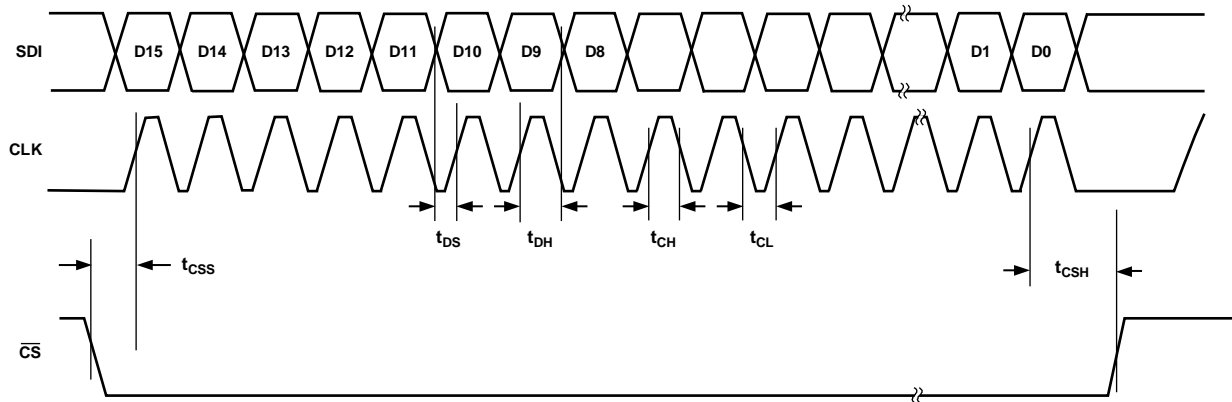 SDI D15 D14 D13 D12 D11 D10 D9 D8 D1 D0
CLK
tDS tDH tCH tCL
tCSS tCSH
CS